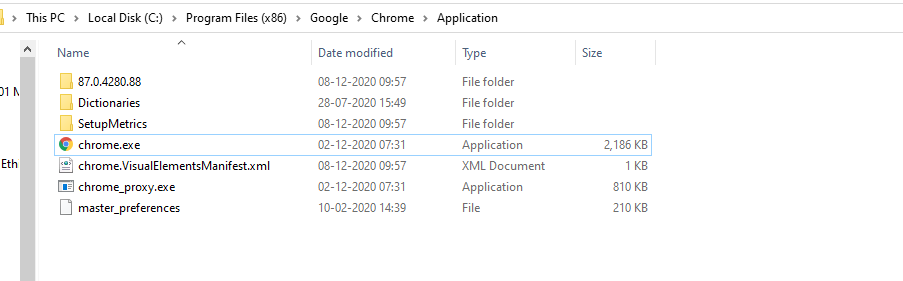 This PC > Local Disk (C:) > Program Files (x86) > Google > Chrome > Application
Name Date modified Type Size
87.0.4280.88 08-12-2020 09:57 File folder
01 M
Dictionaries 28-07-2020 15:49 File folder
SetupMetrics 08-12-2020 09:57 File folder
chrome.exe 02-12-2020 07:31 Application 2,186 KB
Eth chrome.VisualElementsManifest.xml 08-12-2020 09:57 XML Document 1 KB
chrome_proxy.exe 02-12-2020 07:31 Application 810 KB
master_preferences 10-02-2020 14:39 File 210 KB